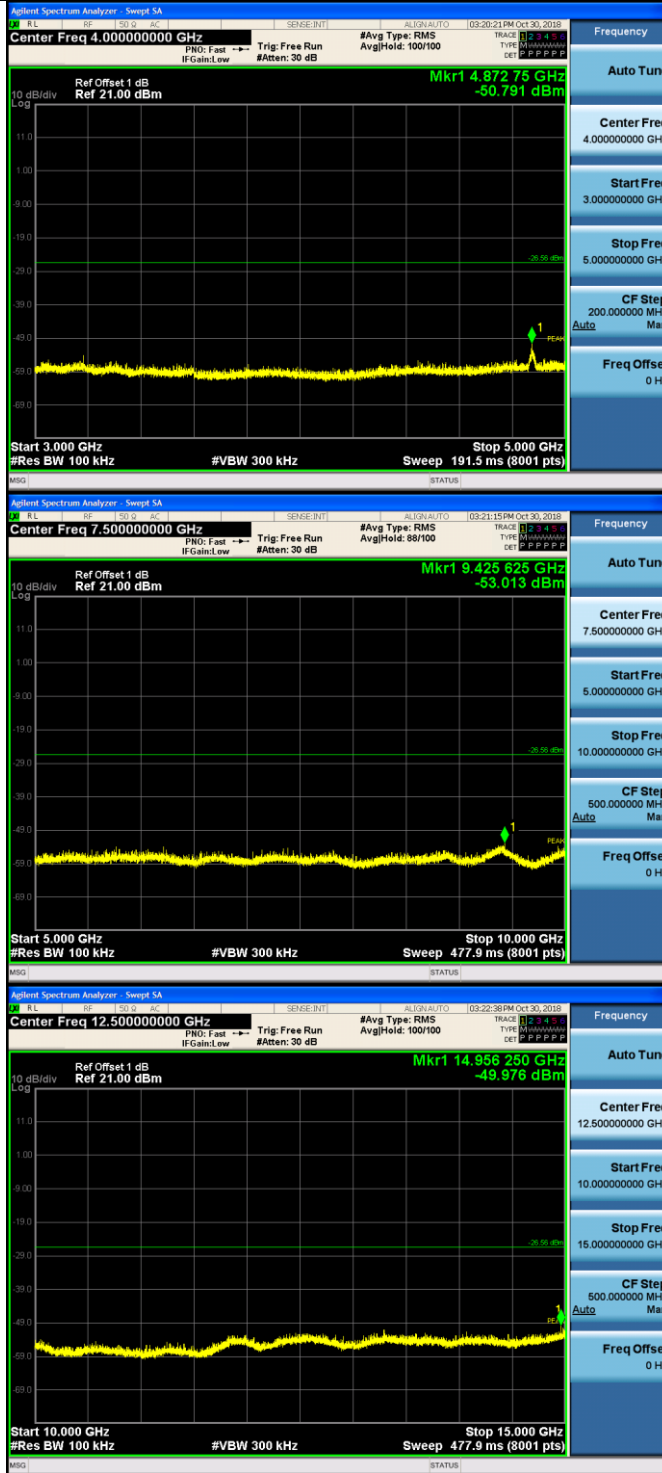 Agilent Spectrum Analyzer - Swept SA
RL RF 50 Ω AC SENSE:INT ALIGNAUTO 03:20:21 PM Oct 30, 2018
Center Freq 4.000000000 GHz #Avg Type: RMS TRACE 1 2 3 4 5 6
PNO: Fast Trig: Free Run Avg|Hold: 100/100 TYPE M
IFGain:Low #Atten: 30 dB DET P P P P P P
Frequency
Auto Tun
Mkr1 4.872 75 GHz
Ref Offset 1 dB
10 dB/div Ref 21.00 dBm -50.791 dBm
Log
11.0
1.00
-9.00
-19.0
-26.56 dBm
-29.0
-39.0
-49.0
1
PEAK
-59.0
-69.0
Center Fre
4.000000000 GH
Start Fre
3.000000000 GH
Stop Fre
5.000000000 GH
CF Ste
200.000000 MH
Auto Ma
Freq Offse
0 H
Start 3.000 GHz Stop 5.000 GHz
#Res BW 100 kHz #VBW 300 kHz Sweep 191.5 ms (8001 pts)
MSG STATUS
Agilent Spectrum Analyzer - Swept SA
RL RF 50 Ω AC SENSE:INT ALIGNAUTO 03:21:15 PM Oct 30, 2018
Center Freq 7.500000000 GHz #Avg Type: RMS TRACE 1 2 3 4 5 6
PNO: Fast Trig: Free Run Avg|Hold: 88/100 TYPE M
IFGain:Low #Atten: 30 dB DET P P P P P P
Frequency
Auto Tun
Mkr1 9.425 625 GHz
Ref Offset 1 dB
10 dB/div Ref 21.00 dBm -53.013 dBm
Log
11.0
1.00
-9.00
-19.0
-26.56 dBm
-29.0
-39.0
-49.0
1
PEAK
-59.0
-69.0
Center Fre
7.500000000 GH
Start Fre
5.000000000 GH
Stop Fre
10.000000000 GH
CF Ste
500.000000 MH
Auto Ma
Freq Offse
0 H
Start 5.000 GHz Stop 10.000 GHz
#Res BW 100 kHz #VBW 300 kHz Sweep 477.9 ms (8001 pts)
MSG STATUS
Agilent Spectrum Analyzer - Swept SA
RL RF 50 Ω AC SENSE:INT ALIGNAUTO 03:22:38 PM Oct 30, 2018
Center Freq 12.500000000 GHz #Avg Type: RMS TRACE 1 2 3 4 5 6
PNO: Fast Trig: Free Run Avg|Hold: 100/100 TYPE M
IFGain:Low #Atten: 30 dB DET P P P P P P
Frequency
Auto Tun
Mkr1 14.956 250 GHz
Ref Offset 1 dB
10 dB/div Ref 21.00 dBm -49.976 dBm
Log
11.0
1.00
-9.00
-19.0
-26.56 dBm
-29.0
-39.0
-49.0
1
PEAK
-59.0
-69.0
Center Fre
12.500000000 GH
Start Fre
10.000000000 GH
Stop Fre
15.000000000 GH
CF Ste
500.000000 MH
Auto Ma
Freq Offse
0 H
Start 10.000 GHz Stop 15.000 GHz
#Res BW 100 kHz #VBW 300 kHz Sweep 477.9 ms (8001 pts)
MSG STATUS